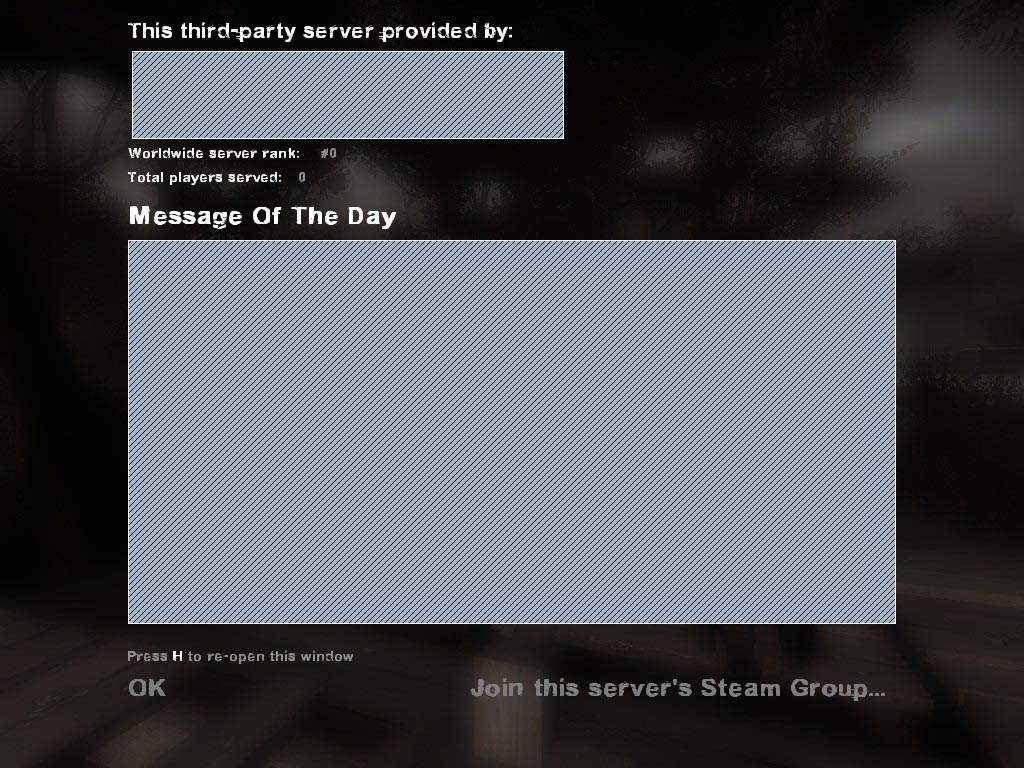 This third-party server provided by:
Worldwide server rank: #0
Total players served: 0
Message Of The Day
Press H to re-open this window
OK
Join this server's Steam Group...